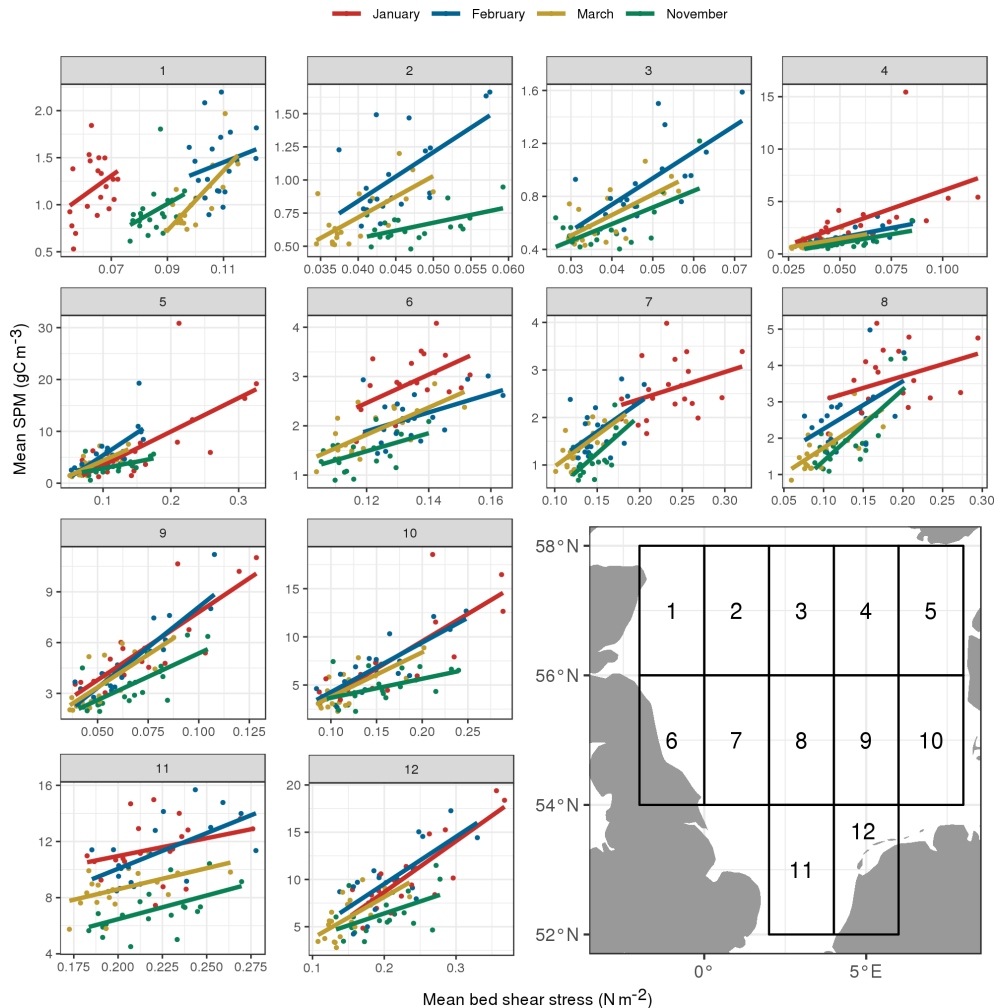 January February March November
1 2 3 4
2.0 1.5 1.0 0.5
0.07 0.09 0.11
1.50 1.25 1.00 0.75 0.50
0.035 0.040 0.045 0.050 0.055 0.060
1.6 1.2 0.8 0.4
0.03 0.04 0.05 0.06 0.07
15 10 5 0
0.025 0.050 0.075 0.100
5 6 7 8
30 20 10 0
0.1 0.2 0.3
4 3 2 1
0.12 0.14 0.16
4 3 2 1
0.10 0.15 0.20 0.25 0.30
5 4 3 2 1
0.05 0.10 0.15 0.20 0.25 0.30
Mean SPM (gC m−3)
9 10
9 6 3
0.050 0.075 0.100 0.125
15 10 5
0.10 0.15 0.20 0.25
11 12
16 12 8 4
0.175 0.200 0.225 0.250 0.275
20 15 10 5
0.1 0.2 0.3
58°N
1 2 3 4 5
56°N
6 7 8 9 10
54°N
12
11
52°N
0° 5°E
Mean bed shear stress (N m−2)